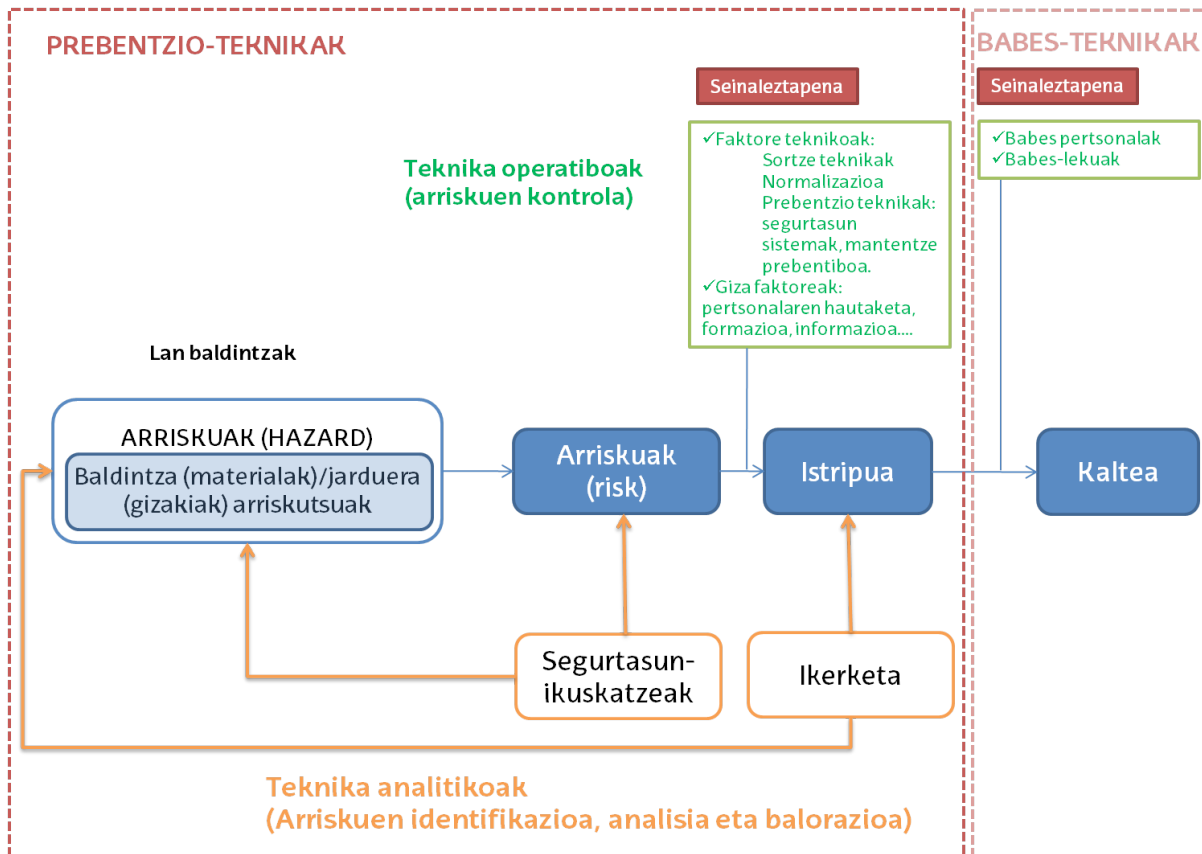 PREBENTZIO-TEKNIKAK
BABES-TEKNIKAK
Seinaleztapena
Seinaleztapena
Teknika operatiboak
(arriskuen kontrola)
✓Faktore teknikoak:
Sortze teknikak
Normalizazioa
Prebentzio teknikak:
segurtasun
sistemak, mantentze
prebentiboa.
✓Giza faktoreak:
pertsonalaren hautaketa,
formazioa, informazioa....
✓Babes pertsonalak
✓Babes-lekuak
Lan baldintzak
ARRISKUAK (HAZARD)
Baldintza (materialak)/jarduera
(gizakiak) arriskutsuak
Arriskuak
(risk)
Istripua
Kaltea
Segurtasun-
ikuskatzeak
Ikerketa
Teknika analitikoak
(Arriskuen identifikazioa, analisia eta balorazioa)